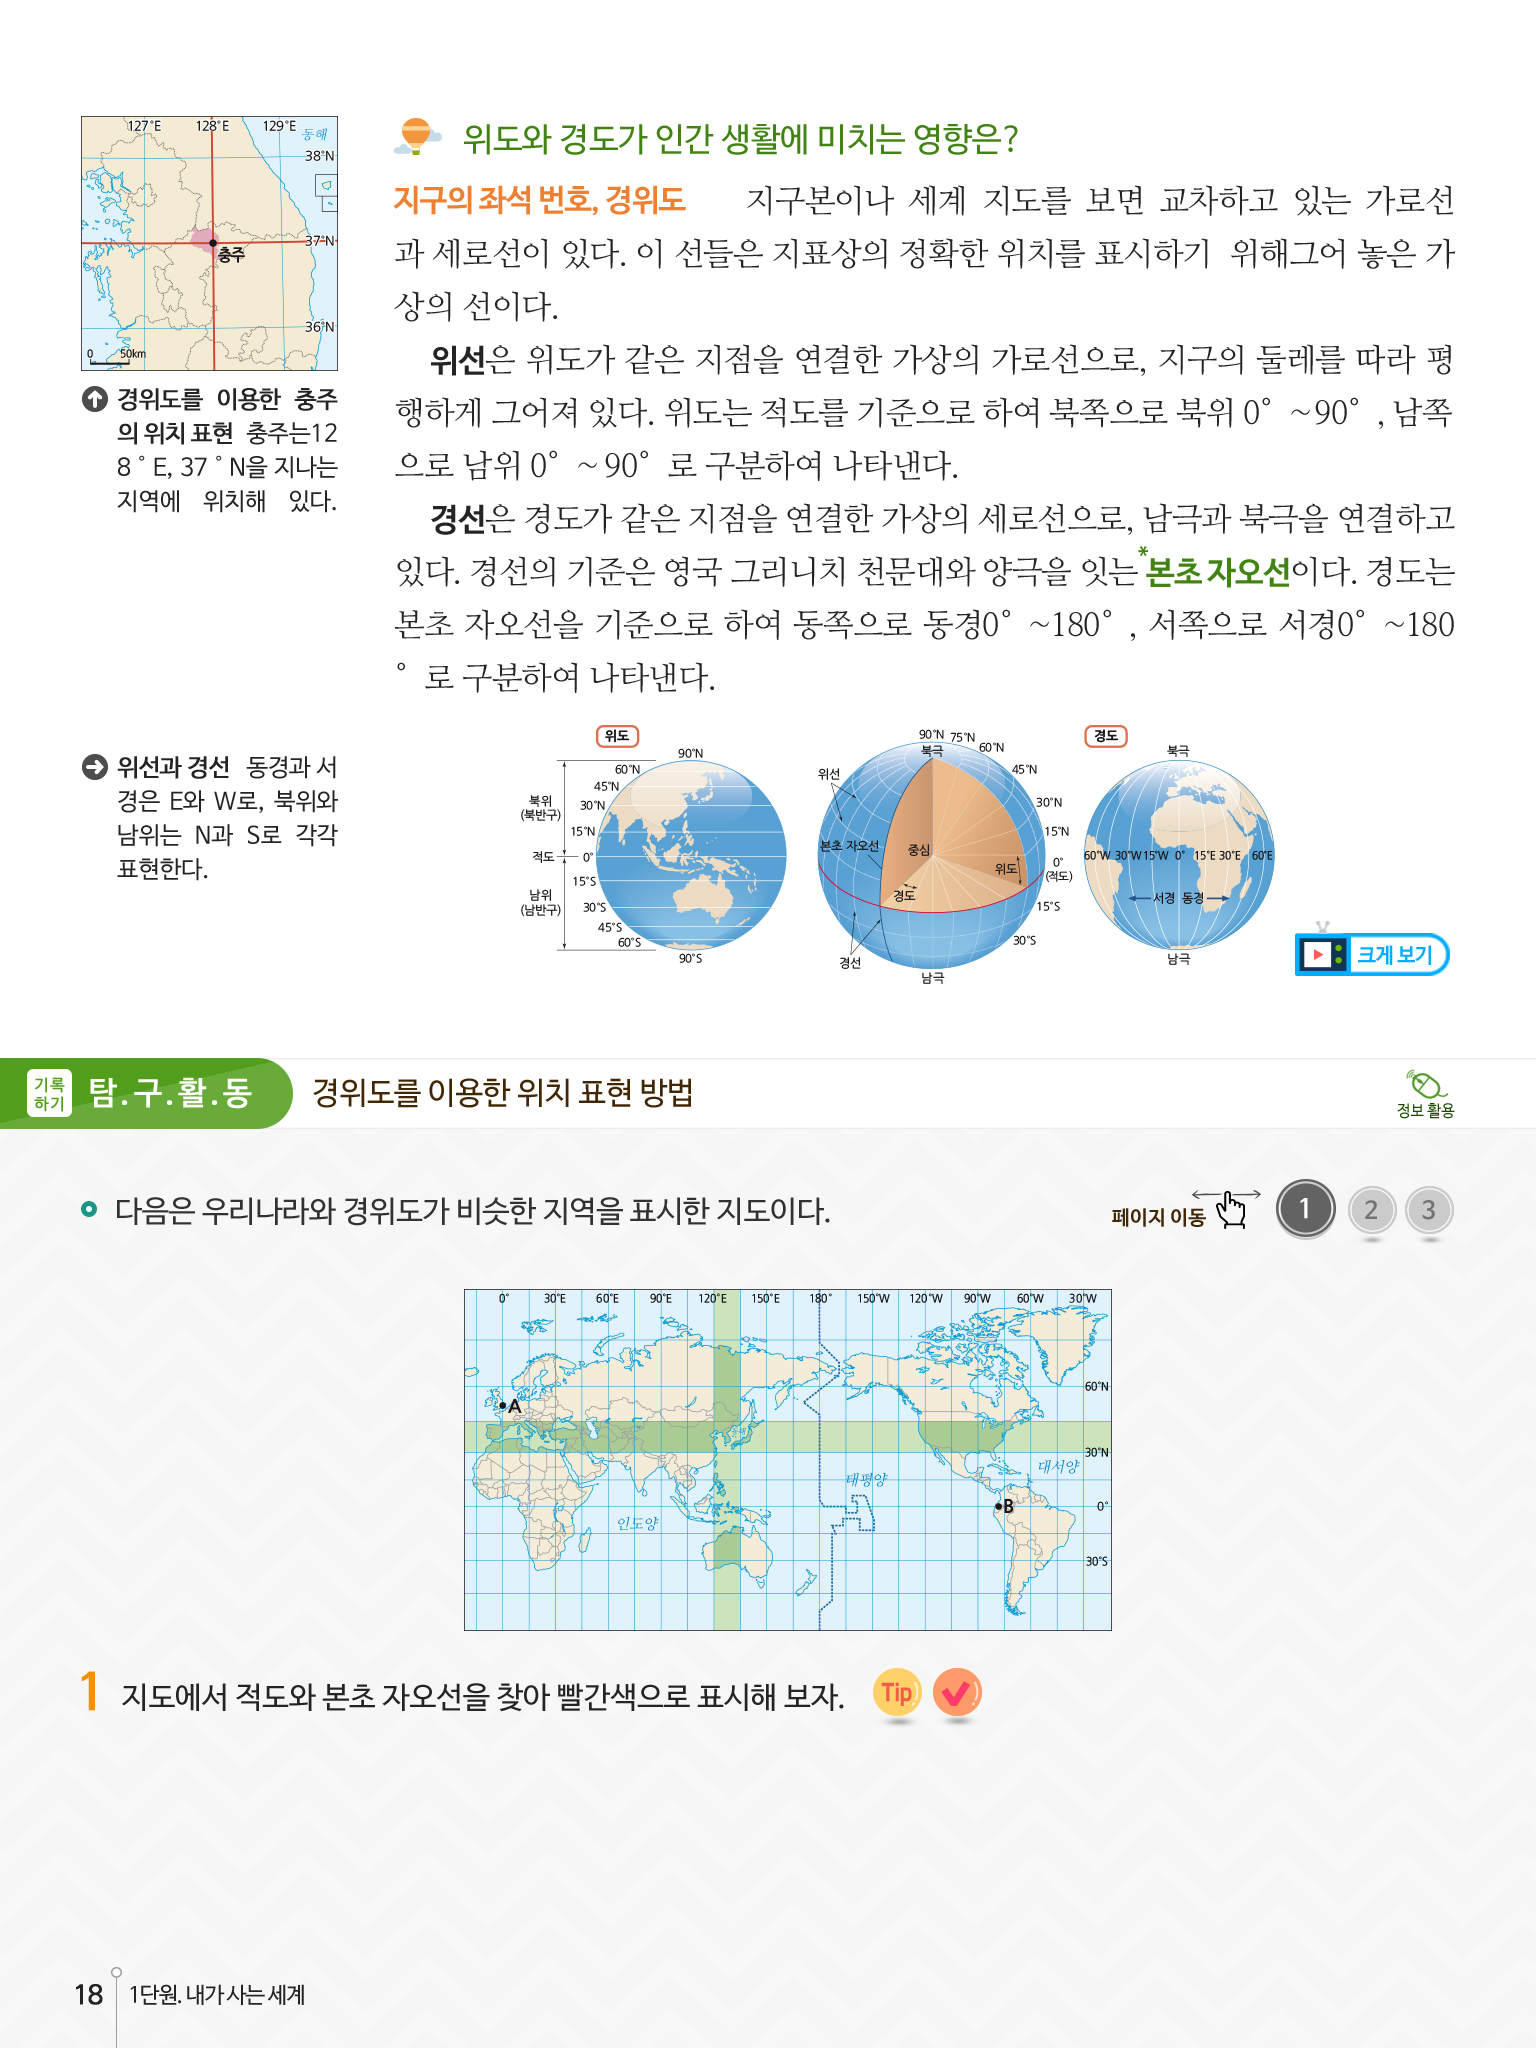 127°E 128°E 129°E
동해
38°N
37°N
충주
36°N
0 50km
경위도를 이용한 충주
의 위치 표현 충주는12
8 ° E, 37 ° N을 지나는
지역에 위치해 있다.
위도와 경도가 인간 생활에 미치는 영향은?
지구의 좌석 번호, 경위도 지구본이나 세계 지도를 보면 교차하고 있는 가로선
과 세로선이 있다. 이 선들은 지표상의 정확한 위치를 표시하기 위해그어 놓은 가
상의 선이다.
위선은 위도가 같은 지점을 연결한 가상의 가로선으로, 지구의 둘레를 따라 평
행하게 그어져 있다. 위도는 적도를 기준으로 하여 북쪽으로 북위 0° ~90° , 남쪽
으로 남위 0° ~ 90° 로 구분하여 나타낸다.
경선은 경도가 같은 지점을 연결한 가상의 세로선으로, 남극과 북극을 연결하고
있다. 경선의 기준은 영국 그리니치 천문대와 양극을 잇는 *본초 자오선이다. 경도는
본초 자오선을 기준으로 하여 동쪽으로 동경0° ~180° , 서쪽으로 서경0° ~180
° 로 구분하여 나타낸다.
위선과 경선 동경과 서
경은 E와 W로, 북위와
남위는 N과 S로 각각
표현한다.
위도
90°N
60°N
45°N
30°N
15°N
0°
15°S
30°S
45°S
60°S
90°S
북위
(북반구)
적도
남위
(남반구)
90°N 75°N
북극 60°N
45°N
30°N
15°N
0°
(적도)
15°S
30°S
위선
본초 자오선
중심
위도
경도
경선
남극
경도
북극
60°W 30°W 15°W 0° 15°E 30°E 60°E
서경 동경
남극
크게 보기
기록
하기
탐.구.활.동
경위도를 이용한 위치 표현 방법
정보 활용
다음은 우리나라와 경위도가 비슷한 지역을 표시한 지도이다.
페이지 이동
1 2 3
0° 30°E 60°E 90°E 120°E 150°E 180° 150°W 120°W 90°W 60°W 30°W
60°N
A
동해
30°N
대서양
태평양
B
0°
인도양
30°S
1 지도에서 적도와 본초 자오선을 찾아 빨간색으로 표시해 보자.
Tip
18 1단원. 내가 사는 세계